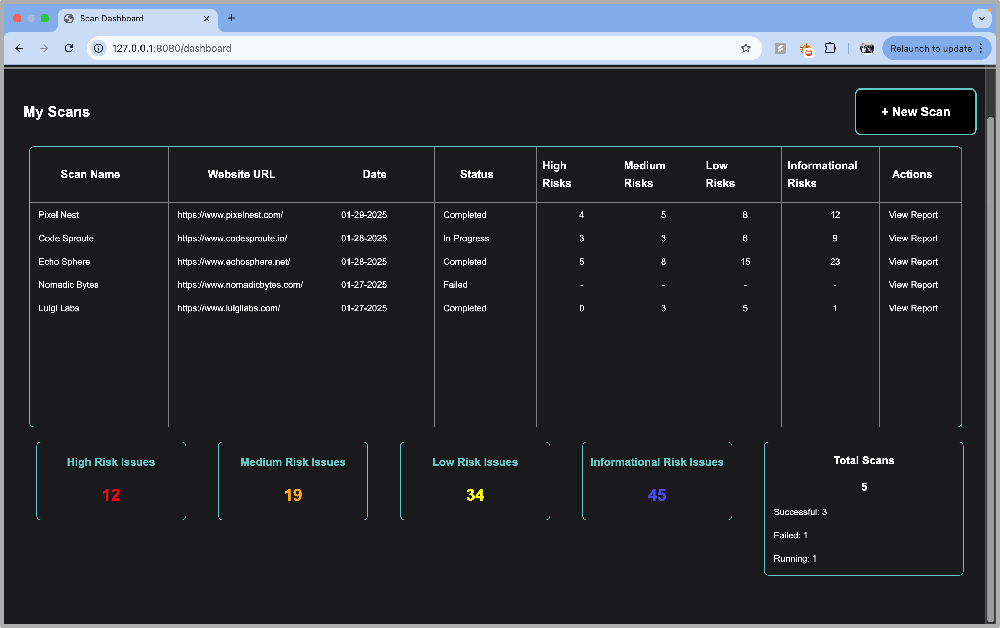 Scan Dashboard
127.0.0.1:8080/dashboard
Relaunch to update
My Scans
+ New Scan
Scan Name Website URL Date Status High Risks Medium Risks Low Risks Informational Risks Actions
Pixel Nest https://www.pixelnest.com/ 01-29-2025 Completed 4 5 8 12 View Report
Code Sproute https://www.codesproute.io/ 01-28-2025 In Progress 3 3 6 9 View Report
Echo Sphere https://www.echosphere.net/ 01-28-2025 Completed 5 8 15 23 View Report
Nomadic Bytes https://www.nomadicbytes.com/ 01-27-2025 Failed - - - - View Report
Luigi Labs https://www.luigilabs.com/ 01-27-2025 Completed 0 3 5 1 View Report
High Risk Issues
12
Medium Risk Issues
19
Low Risk Issues
34
Informational Risk Issues
45
Total Scans
5
Successful: 3
Failed: 1
Running: 1